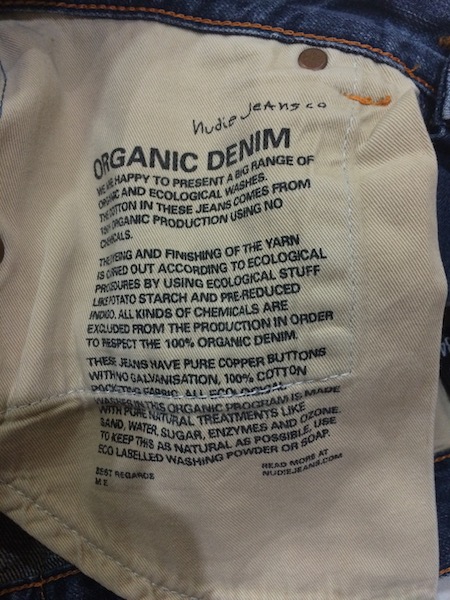 nudie jeans co
ORGANIC DENIM
WE ARE HAPPY TO PRESENT A BIG RANGE OF
ORGANIC AND ECOLOGICAL WASHES.
THE COTTON IN THESE JEANS COMES FROM
ORGANIC PRODUCTION USING NO
CHEMICALS.
THE DYEING AND FINISHING OF THE YARN
IS CARRIED OUT ACCORDING TO ECOLOGICAL
PROCEDURES BY USING ECOLOGICAL STUFF
LIKE POTATO STARCH AND PRE-REDUCED
INDIGO. ALL KINDS OF CHEMICALS ARE
EXCLUDED FROM THE PRODUCTION IN ORDER
TO RESPECT THE 100% ORGANIC DENIM.
THESE JEANS HAVE PURE COPPER BUTTONS
WITH NO GALVANISATION, 100% COTTON
POCKETING FABRIC. ALL ECOLOGICAL
WASHES IN THIS ORGANIC PROGRAM IS MADE
WITH PURE NATURAL TREATMENTS LIKE
SAND, WATER, SUGAR, ENZYMES AND OZONE.
TO KEEP THIS AS NATURAL AS POSSIBLE, USE
ECO LABELLED WASHING POWDER OR SOAP.
BEST REGARDS
M E
READ MORE AT
NUDIEJEANS.COM